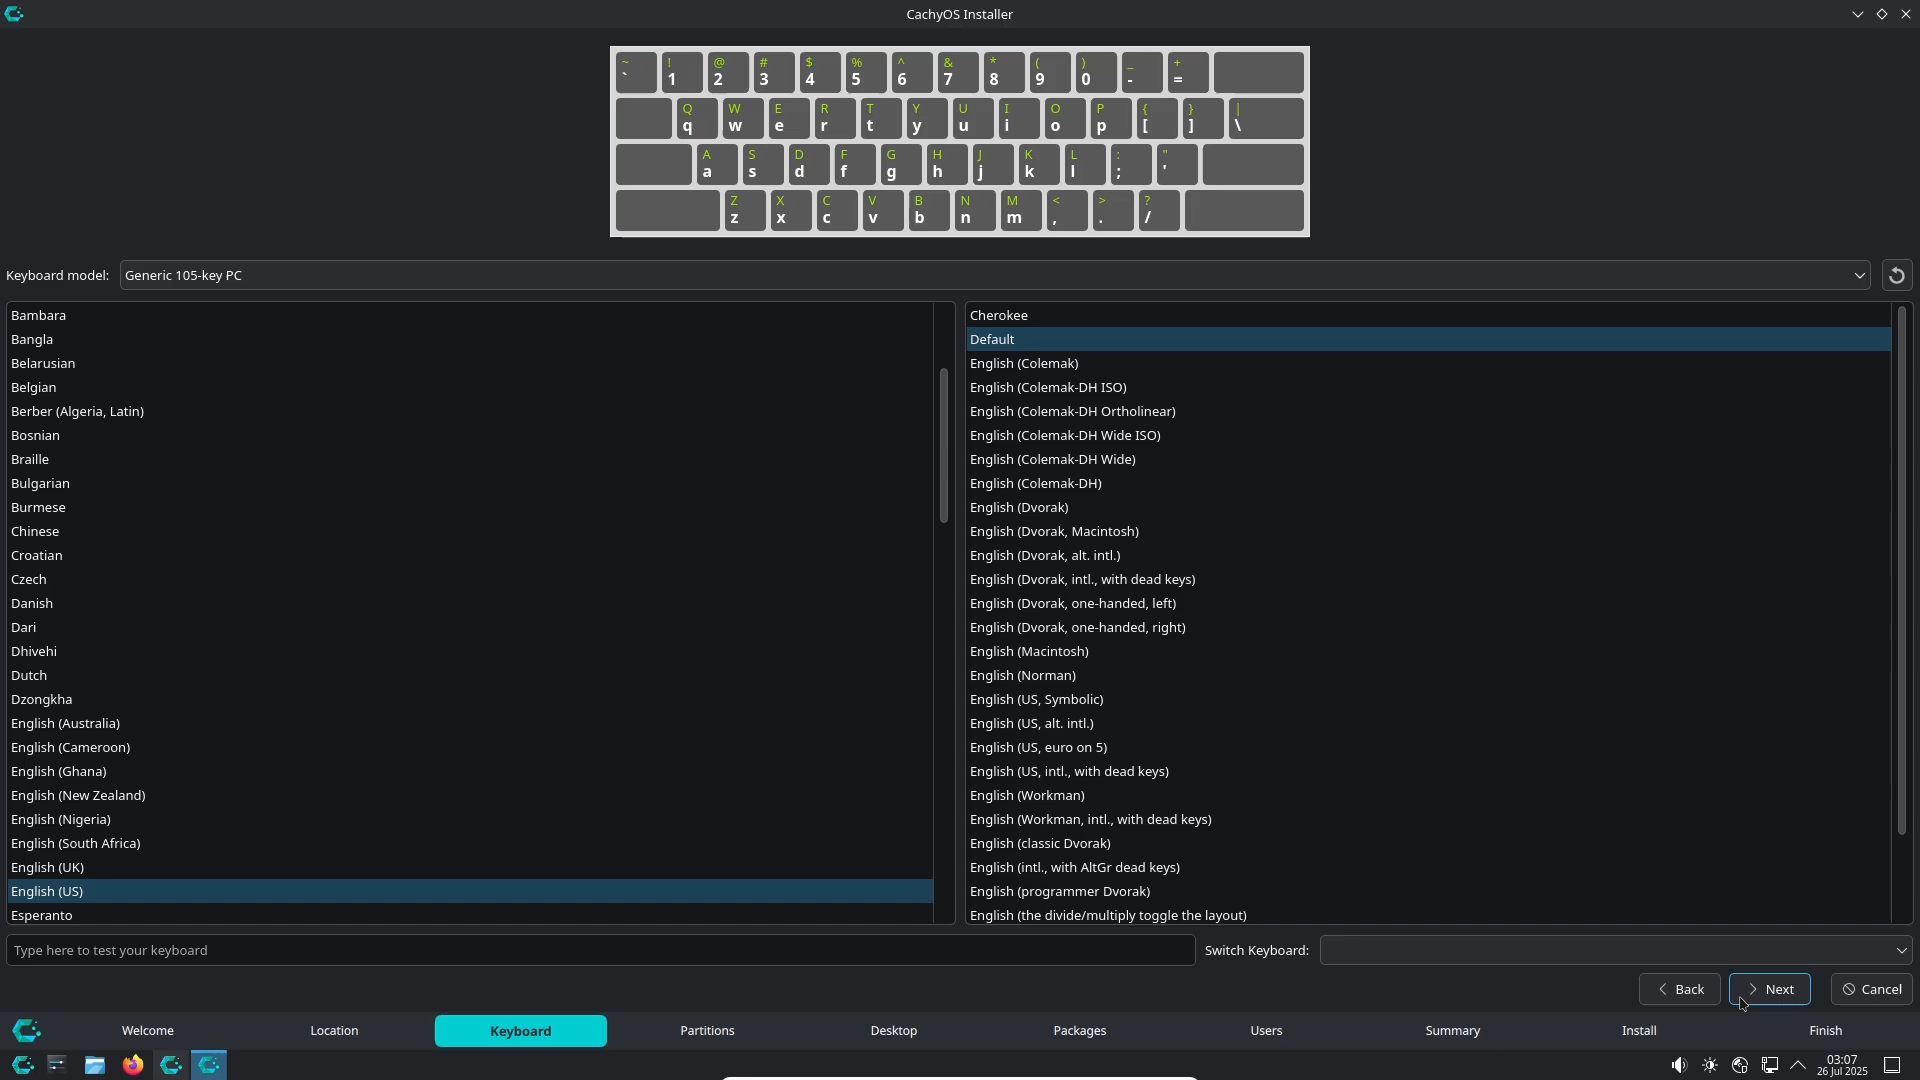 CachyOS Installer
~ ! @ # $ % ^ & * ( ) _ +
` 1 2 3 4 5 6 7 8 9 0 - =
Q W E R T Y U I O P { } |
q w e r t y u i o p [ ] \
A S D F G H J K L : "
a s d f g h j k l ; '
Z X C V B N M < > ?
z x c v b n m , . /
Keyboard model: Generic 105-key PC
Bambara
Bangla
Belarusian
Belgian
Berber (Algeria, Latin)
Bosnian
Braille
Bulgarian
Burmese
Chinese
Croatian
Czech
Danish
Dari
Dhivehi
Dutch
Dzongkha
English (Australia)
English (Cameroon)
English (Ghana)
English (New Zealand)
English (Nigeria)
English (South Africa)
English (UK)
English (US)
Esperanto
Cherokee
Default
English (Colemak)
English (Colemak-DH ISO)
English (Colemak-DH Ortholinear)
English (Colemak-DH Wide ISO)
English (Colemak-DH Wide)
English (Colemak-DH)
English (Dvorak)
English (Dvorak, Macintosh)
English (Dvorak, alt. intl.)
English (Dvorak, intl., with dead keys)
English (Dvorak, one-handed, left)
English (Dvorak, one-handed, right)
English (Macintosh)
English (Norman)
English (US, Symbolic)
English (US, alt. intl.)
English (US, euro on 5)
English (US, intl., with dead keys)
English (Workman)
English (Workman, intl., with dead keys)
English (classic Dvorak)
English (intl., with AltGr dead keys)
English (programmer Dvorak)
English (the divide/multiply toggle the layout)
Type here to test your keyboard
Switch Keyboard:
Back Next Cancel
Welcome Location Keyboard Partitions Desktop Packages Users Summary Install Finish
03:07
26 Jul 2025